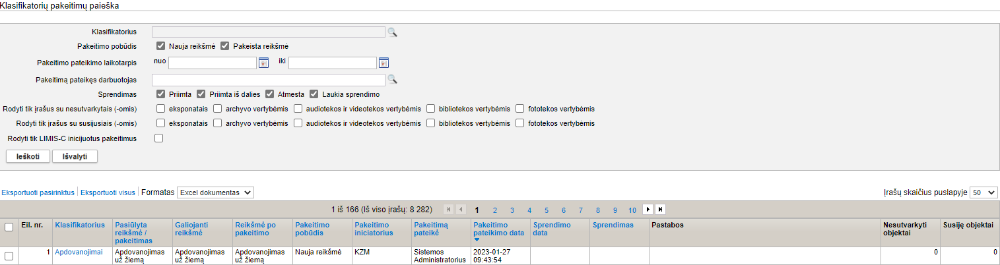 Klasifikatorių pakeitimų paieška
Klasifikatorius
Pakeitimo pobūdis Nauja reikšmė Pakeista reikšmė
Pakeitimo pateikimo laikotarpis nuo iki
Pakeitimą pateikęs darbuotojas
Sprendimas Priimta Priimta iš dalies Atmesta Laukia sprendimo
Rodyti tik įrašus su nesutvarkytais (-omis) eksponatais archyvo vertybėmis audiotekos ir videotekos vertybėmis bibliotekos vertybėmis fototekos vertybėmis
Rodyti tik įrašus su susijusiais (-omis) eksponatais archyvo vertybėmis audiotekos ir videotekos vertybėmis bibliotekos vertybėmis fototekos vertybėmis
Rodyti tik LIMIS-C inicijuotus pakeitimus
Ieškoti Išvalyti
Eksportuoti pasirinktus Eksportuoti visus Formatas Excel dokumentas Įrašų skaičius puslapyje 50
1 iš 166 (Iš viso įrašų: 8 282) 1 2 3 4 5 6 7 8 9 10
Eil. nr. Klasifikatorius Pasiūlyta reikšmė / pakeitimas Galiojanti reikšmė Reikšmė po pakeitimo Pakeitimo pobūdis Pakeitimo iniciatorius Pakeitimą pateikė Pakeitimo pateikimo data Sprendimo data Sprendimas Pastabos Nesutvarkyti objektai Susiję objektai
1 Apdovanojimai Apdovanojimas už žiemą Apdovanojimas už žiemą Apdovanojimas už žiemą Nauja reikšmė KZM Sistemos Administratorius 2023-01-27 09:43:54 0 0